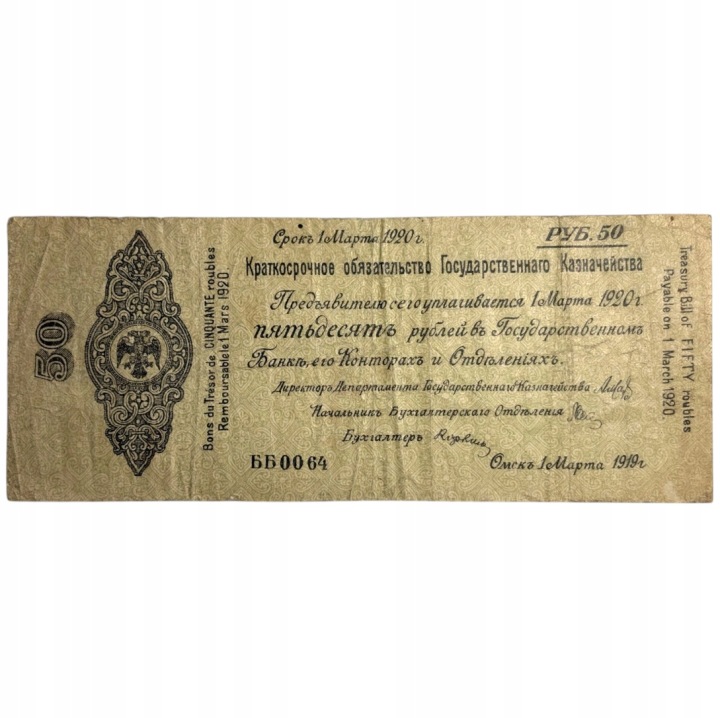 50
Bons du Trésor de CINQUANTE roubles
Remboursable le 1 Mars 1920.
Срокъ 1 Марта 1920 г.
РУБ. 50
Краткосрочное обязательство Государственнаго Казначейства
Предъявителю сего уплачивается 1 Марта 1920 г.
пятьдесятъ рублей въ Государственномъ
Банкѣ, его Конторахъ и Отдѣленіяхъ.
Директоръ Департамента Государственнаго Казначейства
Начальникъ Бухгалтерскаго Отдѣленія
Бухгалтеръ
ББ0064
Омскъ 1 Марта 1919 г
Treasury Bill of FIFTY roubles
Payable on 1 March 1920.